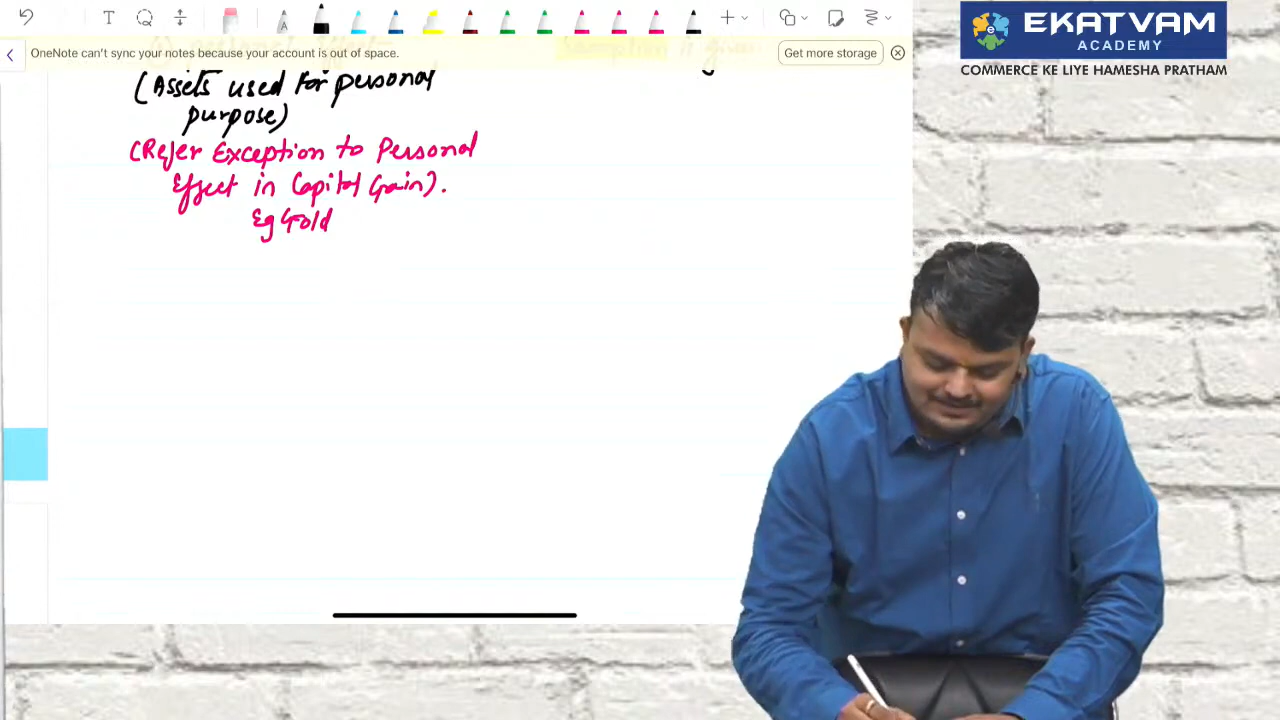 EKATVAM
ACADEMY
COMMERCE KE LIYE HAMESHA PRATHAM
OneNote can't sync your notes because your account is out of space.
Get more storage
(Assets used for personal
purpose)
(Refer Exception to Personal
Effect in Capital Gain).
Eg Gold